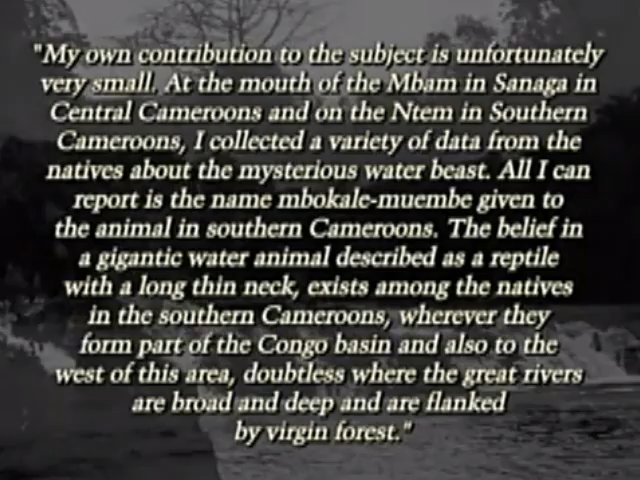 "My own contribution to the subject is unfortunately
very small. At the mouth of the Mbam in Sanaga in
Central Cameroons and on the Ntem in Southern
Cameroons, I collected a variety of data from the
natives about the mysterious water beast. All I can
report is the name mbokale-muembe given to
the animal in southern Cameroons. The belief in
a gigantic water animal described as a reptile
with a long thin neck, exists among the natives
in the southern Cameroons, wherever they
form part of the Congo basin and also to the
west of this area, doubtless where the great rivers
are broad and deep and are flanked
by virgin forest."